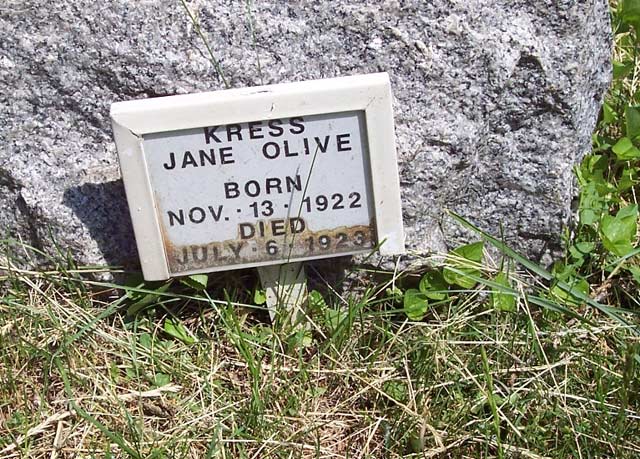 KRESS
JANE OLIVE
BORN
NOV. 13. 1922
DIED
JULY 6 1923